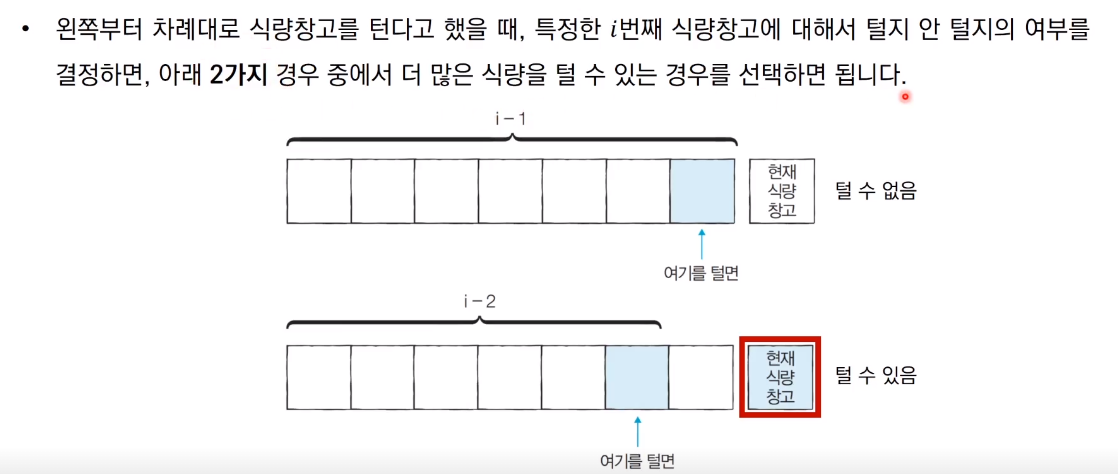 • 왼쪽부터 차례대로 식량창고를 턴다고 했을 때, 특정한 i번째 식량창고에 대해서 털지 안 털지의 여부를
결정하면, 아래 2가지 경우 중에서 더 많은 식량을 털 수 있는 경우를 선택하면 됩니다.
i－1
현재
식량
창고
털 수 없음
여기를 털면
i－2
현재
식량
창고
털 수 있음
여기를 털면